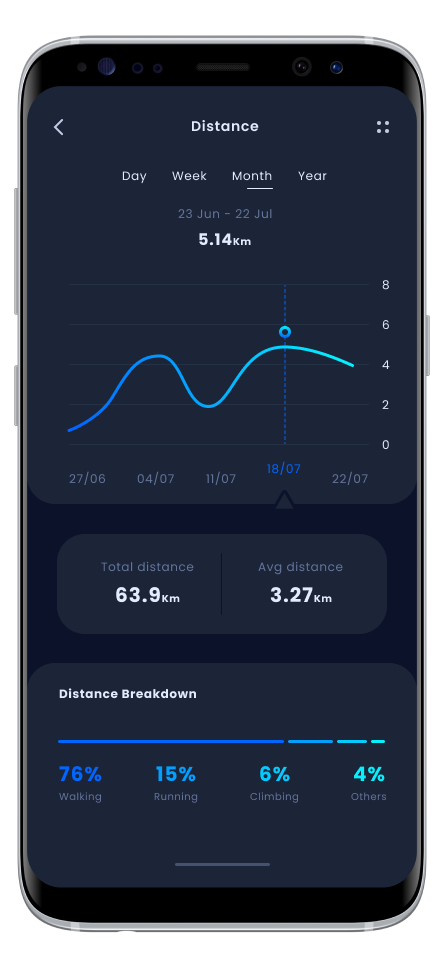 Distance
Day Week Month Year
23 Jun - 22 Jul
5.14Km
8
6
4
2
0
27/06 04/07 11/07 18/07 22/07
Total distance Avg distance
63.9Km 3.27Km
Distance Breakdown
76% 15% 6% 4%
Walking Running Climbing Others